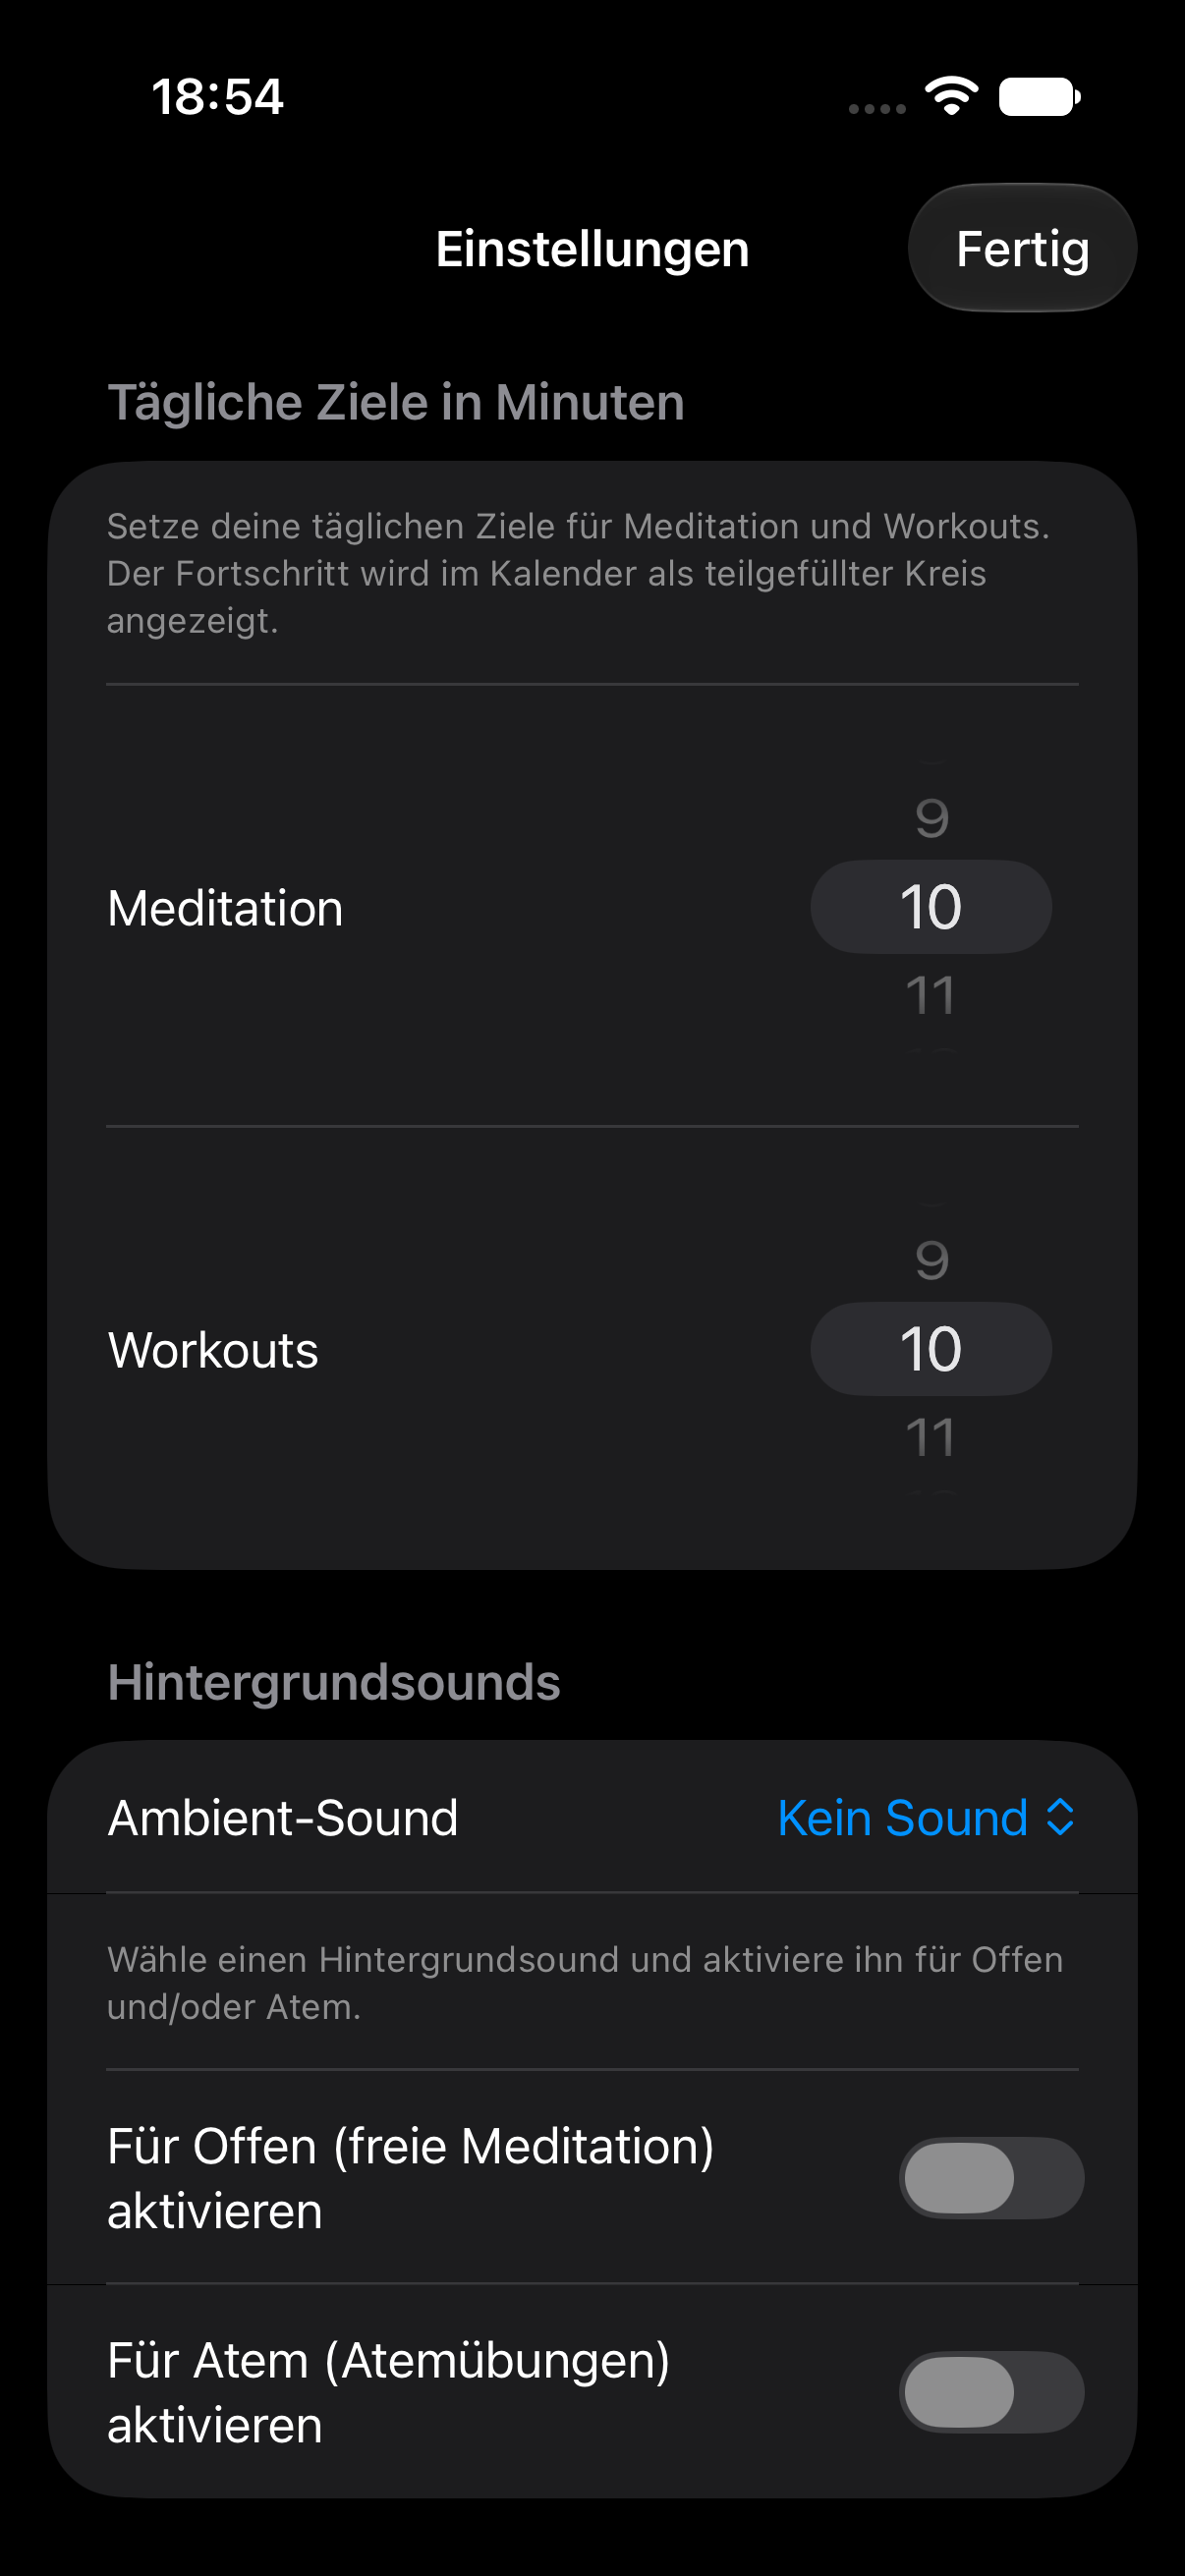 18:54
Einstellungen
Fertig
Tägliche Ziele in Minuten
Setze deine täglichen Ziele für Meditation und Workouts.
Der Fortschritt wird im Kalender als teilgefüllter Kreis
angezeigt.
9
Meditation
10
11
9
Workouts
10
11
Hintergrundsounds
Ambient-Sound
Kein Sound
Wähle einen Hintergrundsound und aktiviere ihn für Offen
und/oder Atem.
Für Offen (freie Meditation)
aktivieren
Für Atem (Atemübungen)
aktivieren